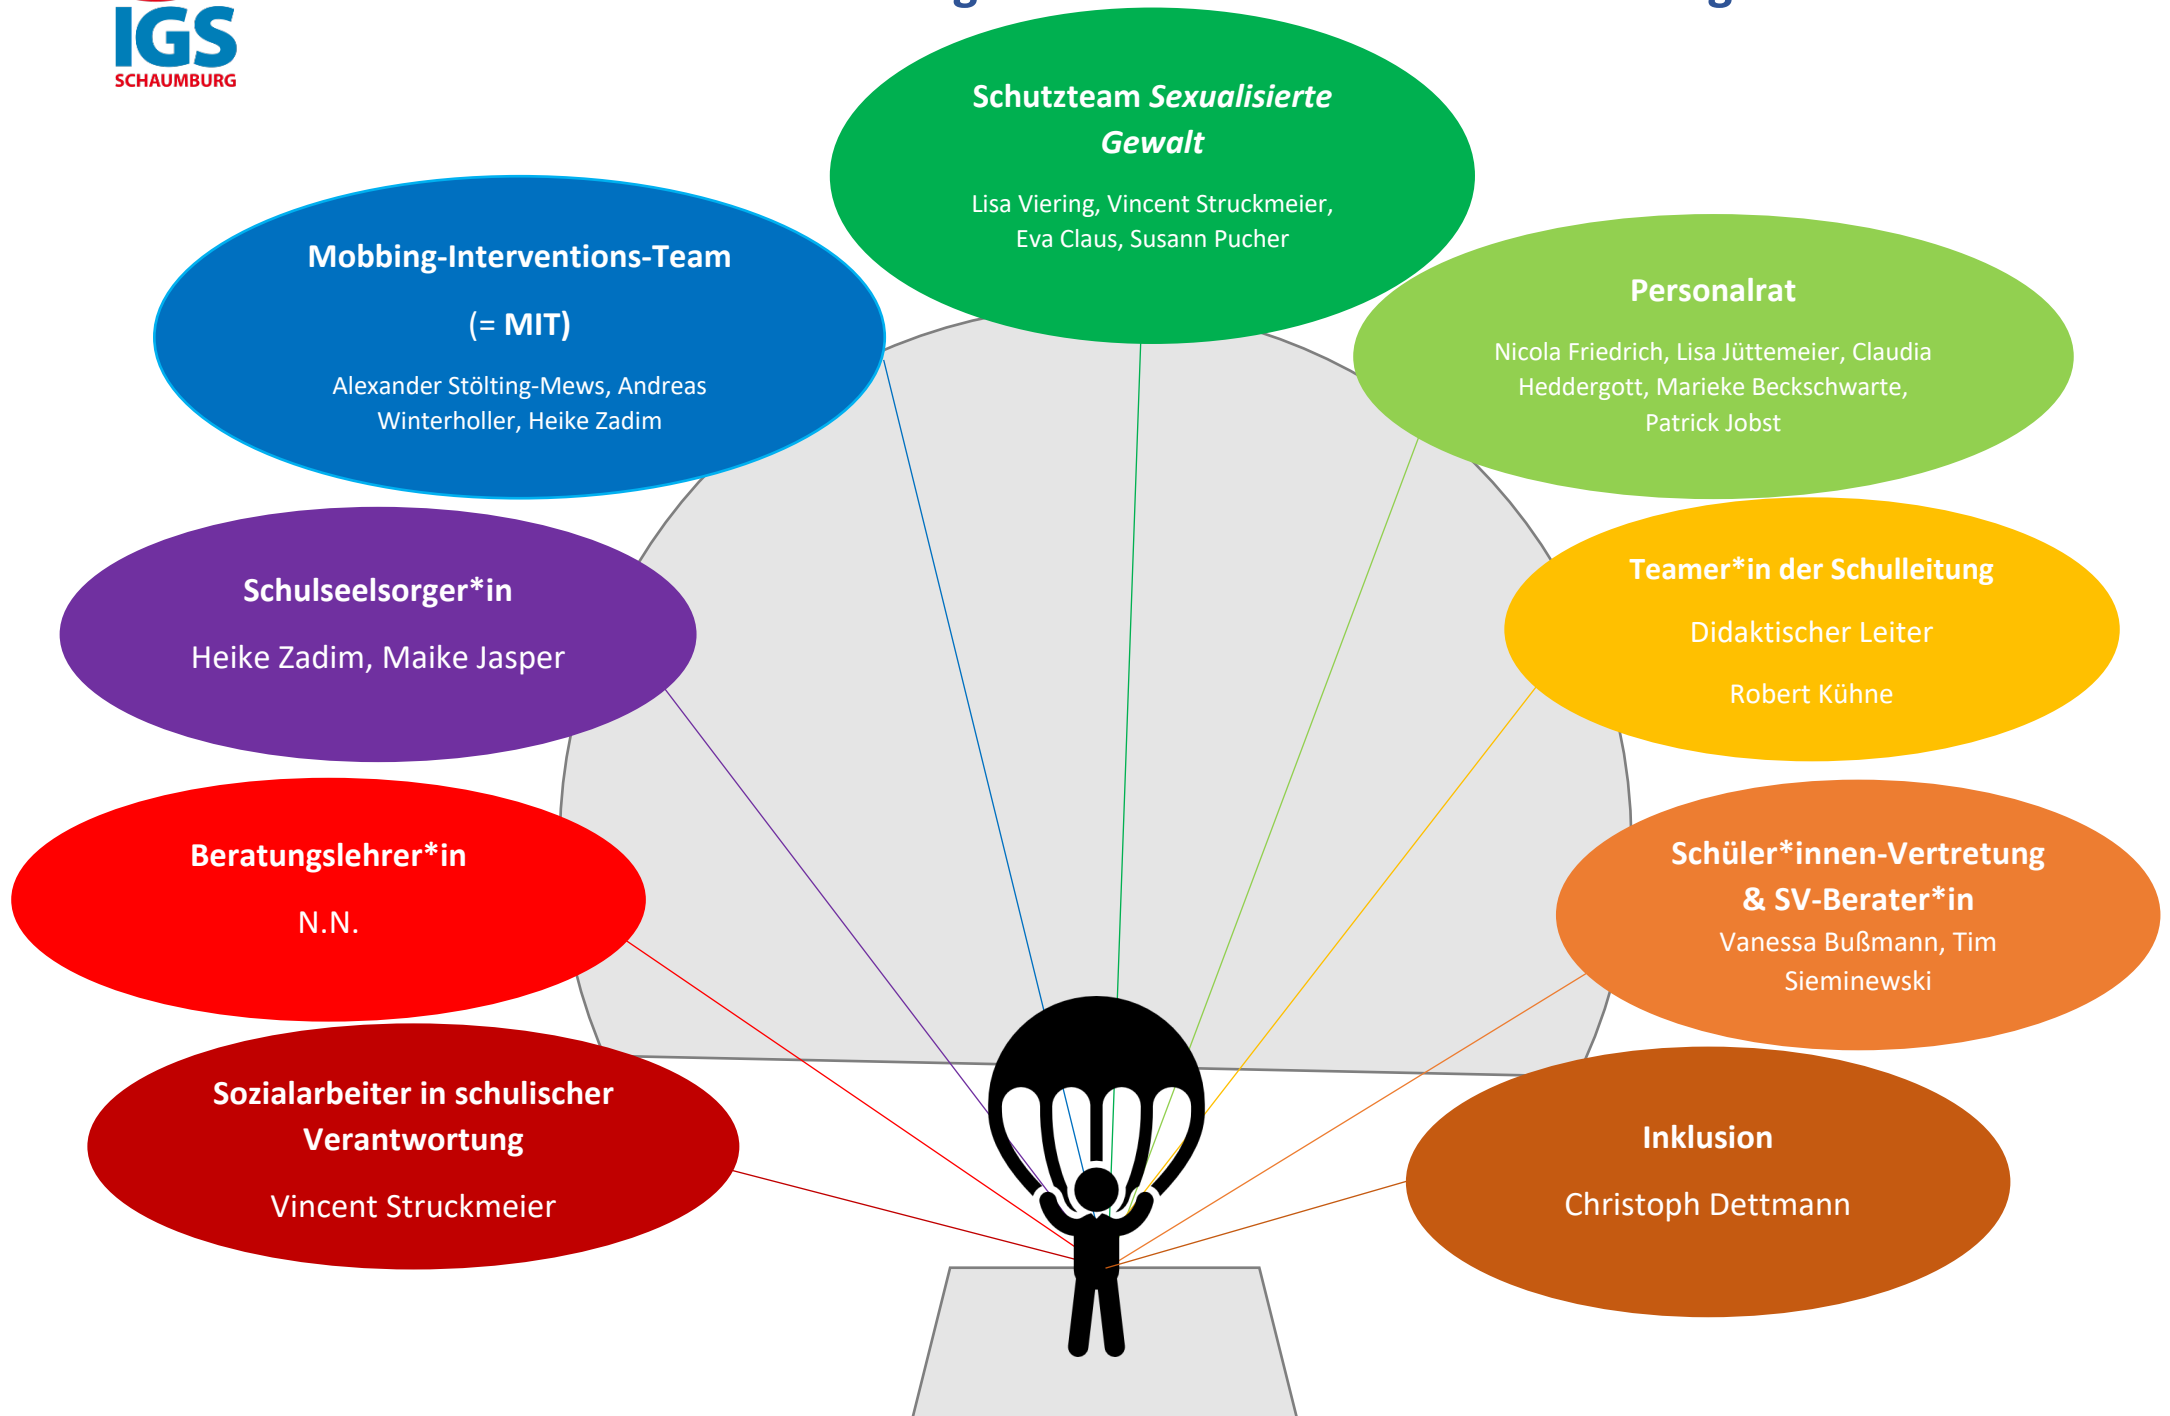 IGS
SCHAUMBURG
Schutzteam Sexualisierte
Gewalt
Lisa Viering, Vincent Struckmeier,
Eva Claus, Susann Pucher
Mobbing-Interventions-Team
(= MIT)
Alexander Stölting-Mews, Andreas
Winterholler, Heike Zadim
Personalrat
Nicola Friedrich, Lisa Jüttemeier, Claudia
Heddergott, Marieke Beckschwarte,
Patrick Jobst
Schulseelsorger*in
Heike Zadim, Maike Jasper
Teamer*in der Schulleitung
Didaktischer Leiter
Robert Kühne
Beratungslehrer*in
N.N.
Schüler*innen-Vertretung
& SV-Berater*in
Vanessa Bußmann, Tim
Sieminewski
Sozialarbeiter in schulischer
Verantwortung
Vincent Struckmeier
Inklusion
Christoph Dettmann